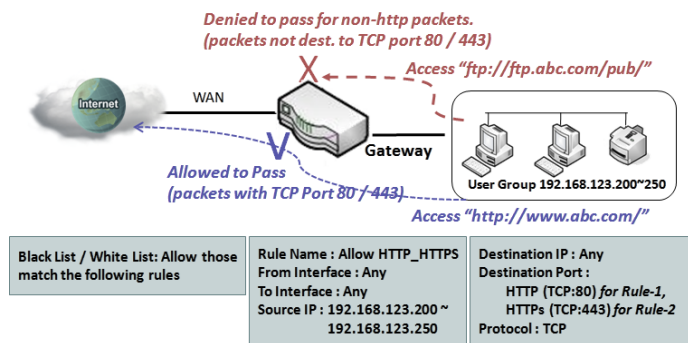 Denied to pass for non-http packets.
(packets not dest. to TCP port 80 / 443)
X
Access “ftp://ftp.abc.com/pub/”
Internet
WAN
Gateway
V
Allowed to Pass
(packets with TCP Port 80 / 443)
User Group 192.168.123.200~250
Access “http://www.abc.com/”
Black List / White List: Allow those
match the following rules
Rule Name : Allow HTTP_HTTPS
From Interface : Any
To Interface : Any
Source IP : 192.168.123.200 ~
192.168.123.250
Destination IP : Any
Destination Port :
HTTP (TCP:80) for Rule-1,
HTTPs (TCP:443) for Rule-2
Protocol : TCP